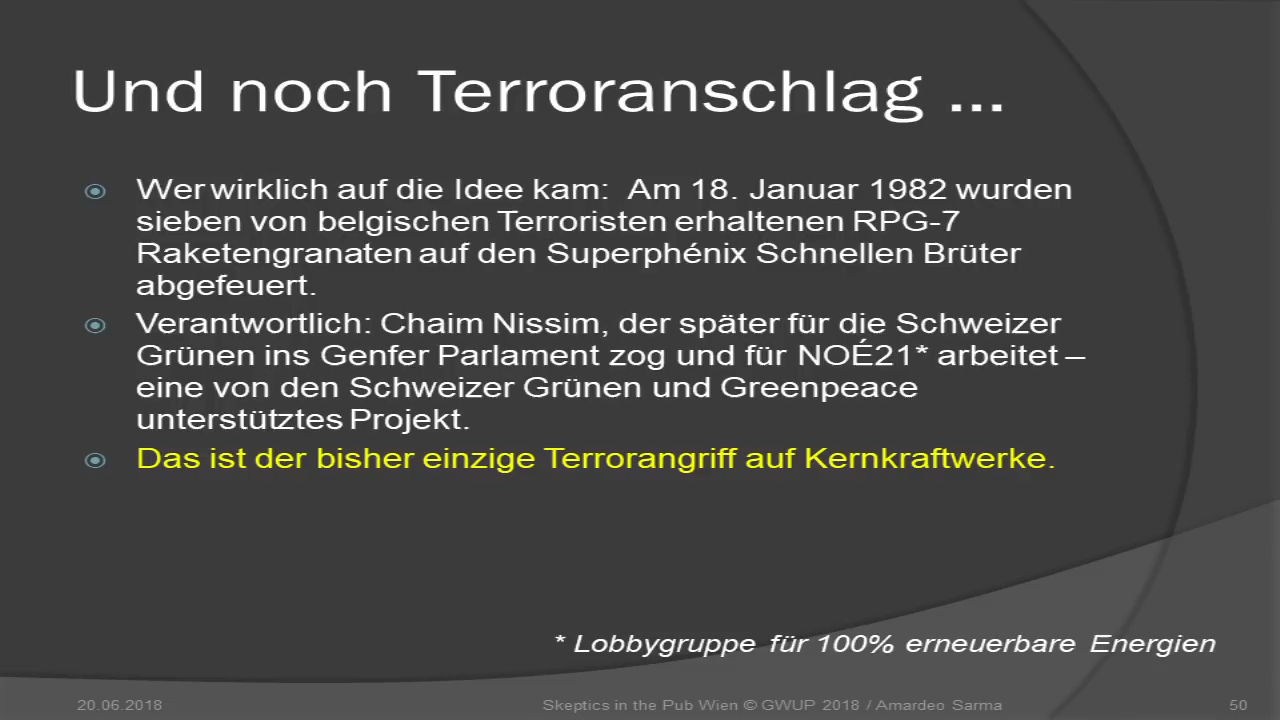 Und noch Terroranschlag ...
Wer wirklich auf die Idee kam: Am 18. Januar 1982 wurden
sieben von belgischen Terroristen erhaltenen RPG-7
Raketengranaten auf den Superphénix Schnellen Brüter
abgefeuert.
Verantwortlich: Chaim Nissim, der später für die Schweizer
Grünen ins Genfer Parlament zog und für NOÉ21* arbeitet –
eine von den Schweizer Grünen und Greenpeace
unterstütztes Projekt.
Das ist der bisher einzige Terrorangriff auf Kernkraftwerke.
* Lobbygruppe für 100% erneuerbare Energien
20.06.2018 Skeptics in the Pub Wien © GWUP 2018 / Amardeo Sarma 50